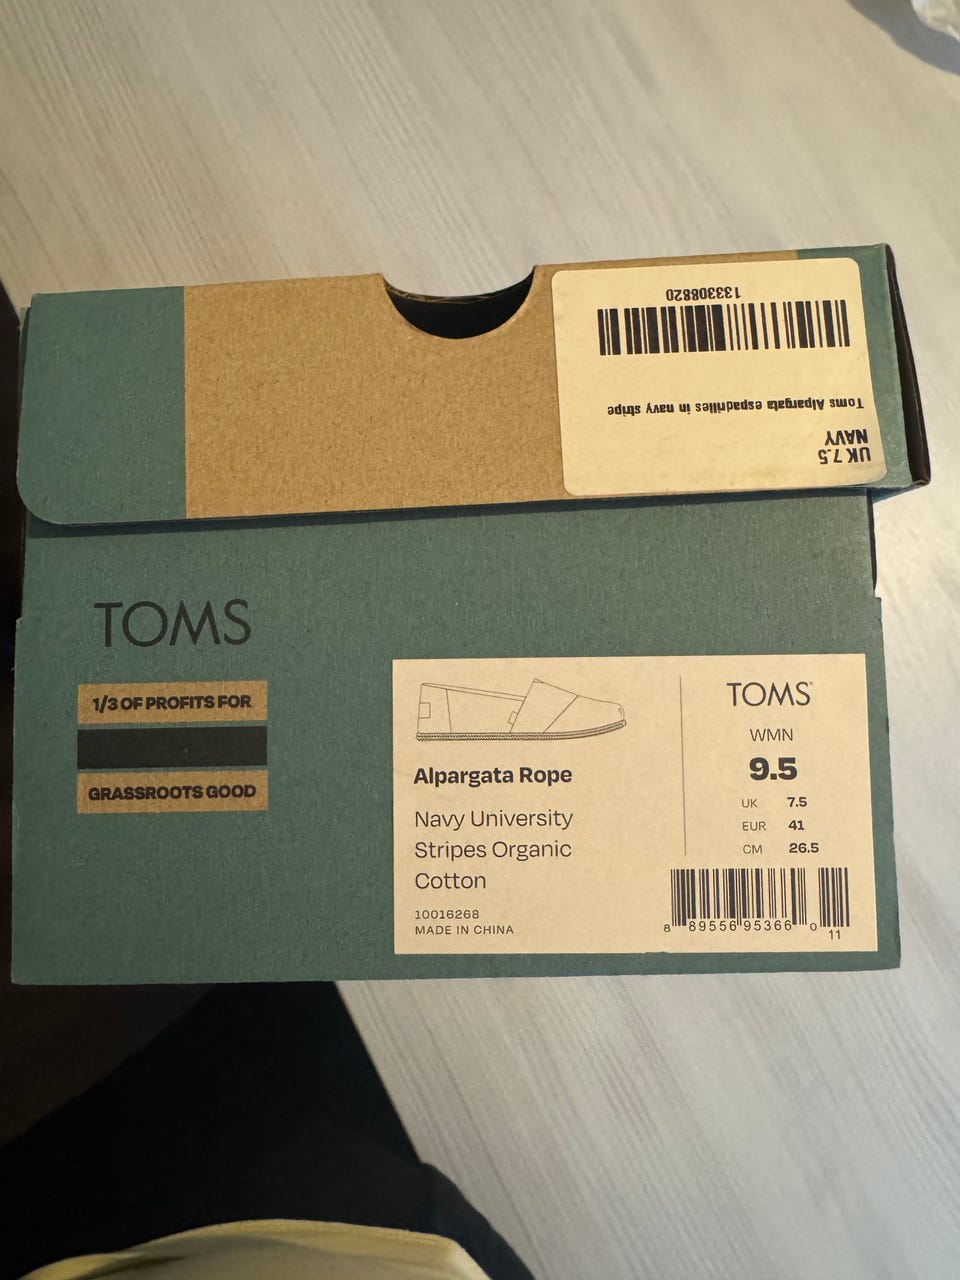 133308820
Toms Alpargata espadrilles in navy stripe
NAVY
UK 7.5
TOMS
1/3 OF PROFITS FOR
GRASSROOTS GOOD
Alpargata Rope
Navy University
Stripes Organic
Cotton
10016268
MADE IN CHINA
TOMS®
WMN
9.5
UK 7.5
EUR 41
CM 26.5
8 89556 95366 0 11